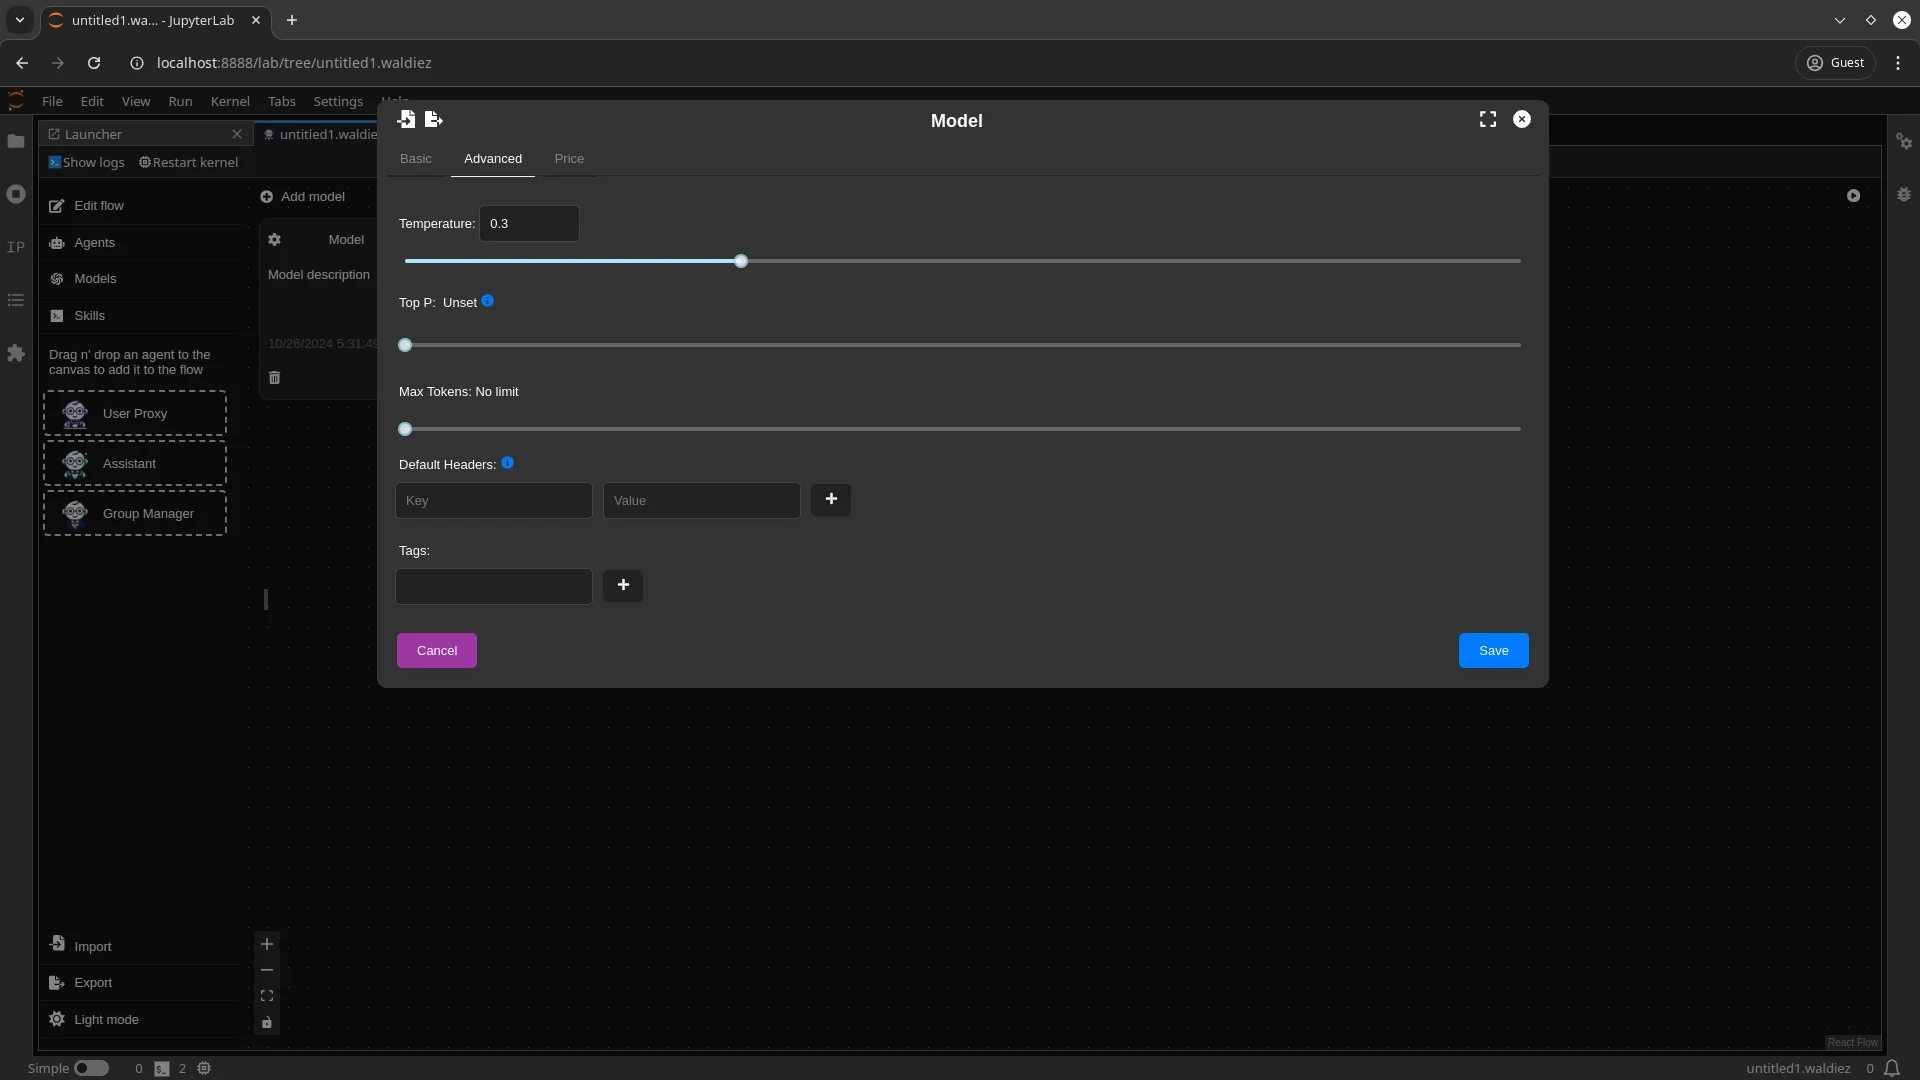 untitled1.wa... - JupyterLab
localhost:8888/lab/tree/untitled1.waldiez
Guest
File Edit View Run Kernel Tabs Settings Help
Launcher
untitled1.waldie
Show logs Restart kernel
Edit flow
Agents
Models
Skills
Drag n' drop an agent to the
canvas to add it to the flow
User Proxy
Assistant
Group Manager
Import
Export
Light mode
Add model
Model
Model description
10/26/2024 5:31:49
Model
Basic Advanced Price
Temperature: 0.3
Top P: Unset
Max Tokens: No limit
Default Headers:
Key Value +
Tags:
+
Cancel Save
React Flow
IP
Simple 0 2
untitled1.waldiez 0